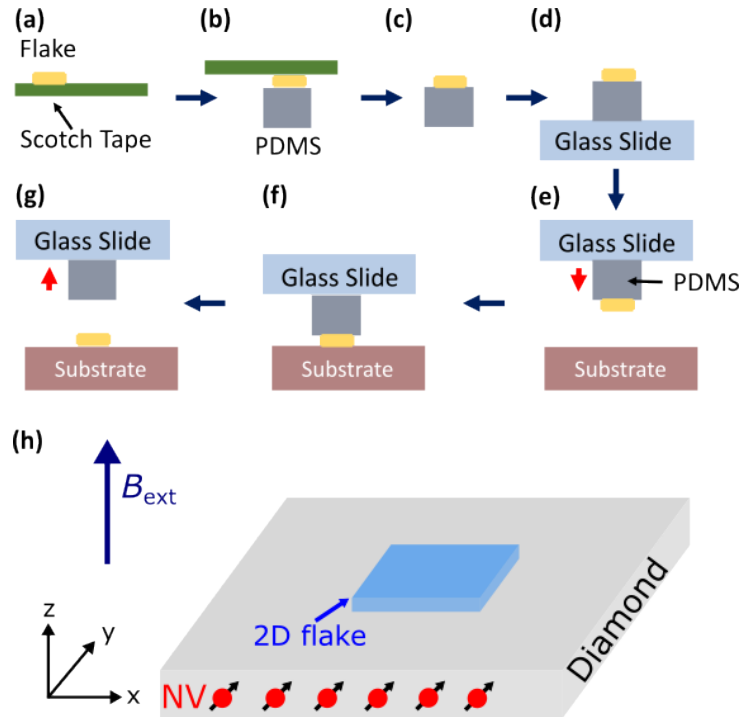 (a)
Flake
Scotch Tape
(b)
PDMS
(c)
(d)
Glass Slide
(g)
Glass Slide
Substrate
(f)
Glass Slide
Substrate
(e)
Glass Slide
PDMS
Substrate
(h)
B_ext
z
y
x
2D flake
NV
Diamond